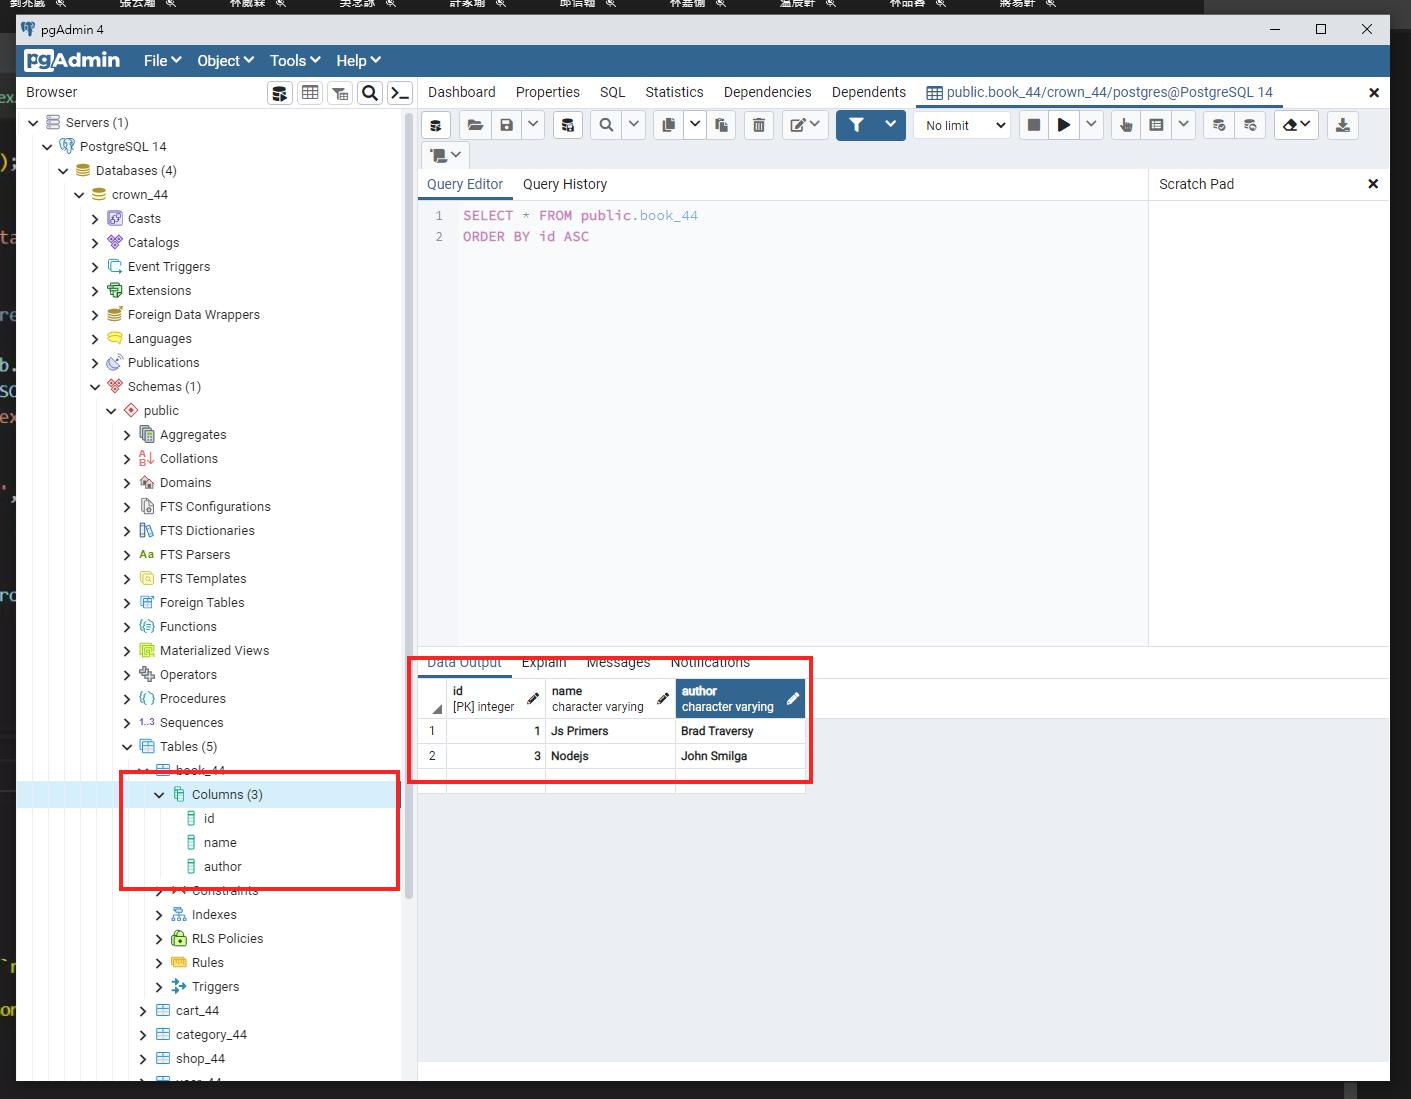 pgAdmin 4
pgAdmin File Object Tools Help
Browser
Dashboard Properties SQL Statistics Dependencies Dependents public.book_44/crown_44/postgres@PostgreSQL 14
No limit
Query Editor Query History
Scratch Pad
1 SELECT * FROM public.book_44
2 ORDER BY id ASC
Servers (1)
PostgreSQL 14
Databases (4)
crown_44
Casts
Catalogs
Event Triggers
Extensions
Foreign Data Wrappers
Languages
Publications
Schemas (1)
public
Aggregates
Collations
Domains
FTS Configurations
FTS Dictionaries
FTS Parsers
FTS Templates
Foreign Tables
Functions
Materialized Views
Operators
Procedures
1..3 Sequences
Tables (5)
book_44
Columns (3)
id
name
author
Constraints
Indexes
RLS Policies
Rules
Triggers
cart_44
category_44
shop_44
Data Output Explain Messages Notifications
id name author
[PK] integer character varying character varying
1 1 Js Primers Brad Traversy
2 3 Nodejs John Smilga